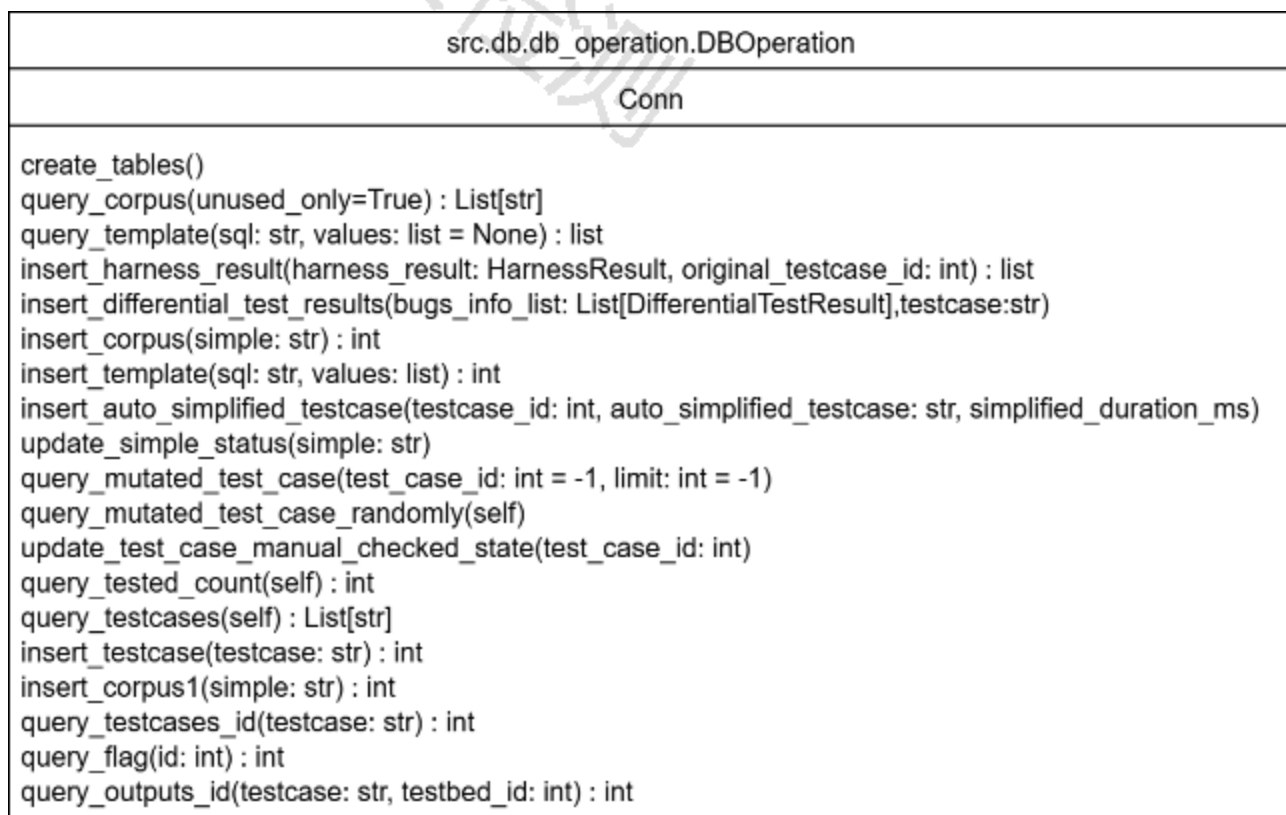 检测
src.db.db_operation.DBOperation
Conn
create_tables()
query_corpus(unused_only=True) : List[str]
query_template(sql: str, values: list = None) : list
insert_harness_result(harness_result: HarnessResult, original_testcase_id: int) : list
insert_differential_test_results(bugs_info_list: List[DifferentialTestResult],testcase:str)
insert_corpus(simple: str) : int
insert_template(sql: str, values: list) : int
insert_auto_simplified_testcase(testcase_id: int, auto_simplified_testcase: str, simplified_duration_ms)
update_simple_status(simple: str)
query_mutated_test_case(test_case_id: int = -1, limit: int = -1)
query_mutated_test_case_randomly(self)
update_test_case_manual_checked_state(test_case_id: int)
query_tested_count(self) : int
query_testcases(self) : List[str]
insert_testcase(testcase: str) : int
insert_corpus1(simple: str) : int
query_testcases_id(testcase: str) : int
query_flag(id: int) : int
query_outputs_id(testcase: str, testbed_id: int) : int